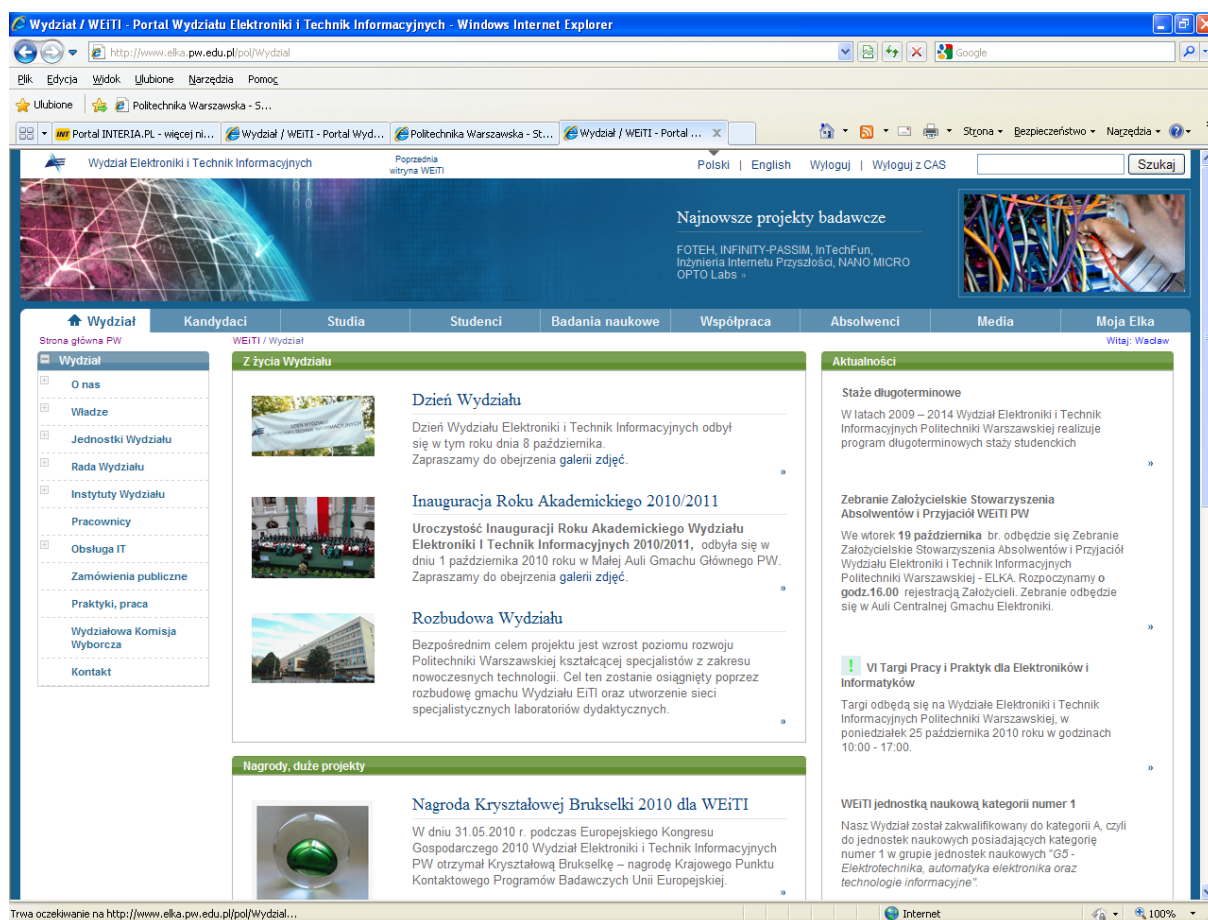 Wydział / WEiTI - Portal Wydziału Elektroniki i Technik Informacyjnych - Windows Internet Explorer
http://www.elka.pw.edu.pl/pol/Wydzial
Google
Plik Edycja Widok Ulubione Narzędzia Pomoc
Ulubione Politechnika Warszawska - S...
INT Portal INTERIA.PL - więcej ni... Wydział / WEiTI - Portal Wyd... Politechnika Warszawska - St... Wydział / WEiTI - Portal ... X Strona Bezpieczeństwo Narzędzia
Wydział Elektroniki i Technik Informacyjnych
Poprzednia
witryna WEiTI
Polski | English Wyloguj | Wyloguj z CAS Szukaj
Najnowsze projekty badawcze
FOTEH, INFINITY-PASSIM, InTechFun,
Inżynieria Internetu Przyszłości, NANO MICRO
OPTO Labs »
Wydział Kandydaci Studia Studenci Badania naukowe Współpraca Absolwenci Media Moja Elka
Strona główna PW WEiTI / Wydział Witaj: Wacław
Wydział
O nas
Władze
Jednostki Wydziału
Rada Wydziału
Instytuty Wydziału
Pracownicy
Obsługa IT
Zamówienia publiczne
Praktyki, praca
Wydziałowa Komisja
Wyborcza
Kontakt
Z życia Wydziału
Dzień Wydziału
Dzień Wydziału Elektroniki i Technik Informacyjnych odbył
się w tym roku dnia 8 października.
Zapraszamy do obejrzenia galerii zdjęć.
»
Inauguracja Roku Akademickiego 2010/2011
Uroczystość Inauguracji Roku Akademickiego Wydziału
Elektroniki I Technik Informacyjnych 2010/2011, odbyła się w
dniu 1 października 2010 roku w Małej Auli Gmachu Głównego PW.
Zapraszamy do obejrzenia galerii zdjęć.
»
Rozbudowa Wydziału
Bezpośrednim celem projektu jest wzrost poziomu rozwoju
Politechniki Warszawskiej kształcącej specjalistów z zakresu
nowoczesnych technologii. Cel ten zostanie osiągnięty poprzez
rozbudowę gmachu Wydziału EiTI oraz utworzenie sieci
specjalistycznych laboratoriów dydaktycznych.
»
Nagrody, duże projekty
Nagroda Kryształowej Brukselki 2010 dla WEiTI
W dniu 31.05.2010 r. podczas Europejskiego Kongresu
Gospodarczego 2010 Wydział Elektroniki i Technik Informacyjnych
PW otrzymał Kryształową Brukselkę – nagrodę Krajowego Punktu
Kontaktowego Programów Badawczych Unii Europejskiej.
»
Aktualności
Staże długoterminowe
W latach 2009 – 2014 Wydział Elektroniki i Technik
Informacyjnych Politechniki Warszawskiej realizuje
program długoterminowych staży studenckich
»
Zebranie Założycielskie Stowarzyszenia
Absolwentów i Przyjaciół WEiTI PW
We wtorek 19 października br. odbędzie się Zebranie
Założycielskie Stowarzyszenia Absolwentów i Przyjaciół
Wydziału Elektroniki i Technik Informacyjnych
Politechniki Warszawskiej - ELKA. Rozpoczynamy o
godz.16.00 rejestracją Założycieli. Zebranie odbędzie
się w Auli Centralnej Gmachu Elektroniki.
»
! VI Targi Pracy i Praktyk dla Elektroników i
Informatyków
Targi odbędą się na Wydziałe Elektroniki i Technik
Informacyjnych Politechniki Warszawskiej, w
poniedziałek 25 października 2010 roku w godzinach
10:00 - 17:00.
»
WEiTI jednostką naukową kategorii numer 1
Nasz Wydział został zakwalifikowany do kategorii A, czyli
do jednostek naukowych posiadających kategorię
numer 1 w grupie jednostek naukowych "G5 -
Elektrotechnika, automatyka elektronika oraz
technologie informacyjne".
Trwa oczekiwanie na http://www.elka.pw.edu.pl/pol/Wydzial... Internet 100%